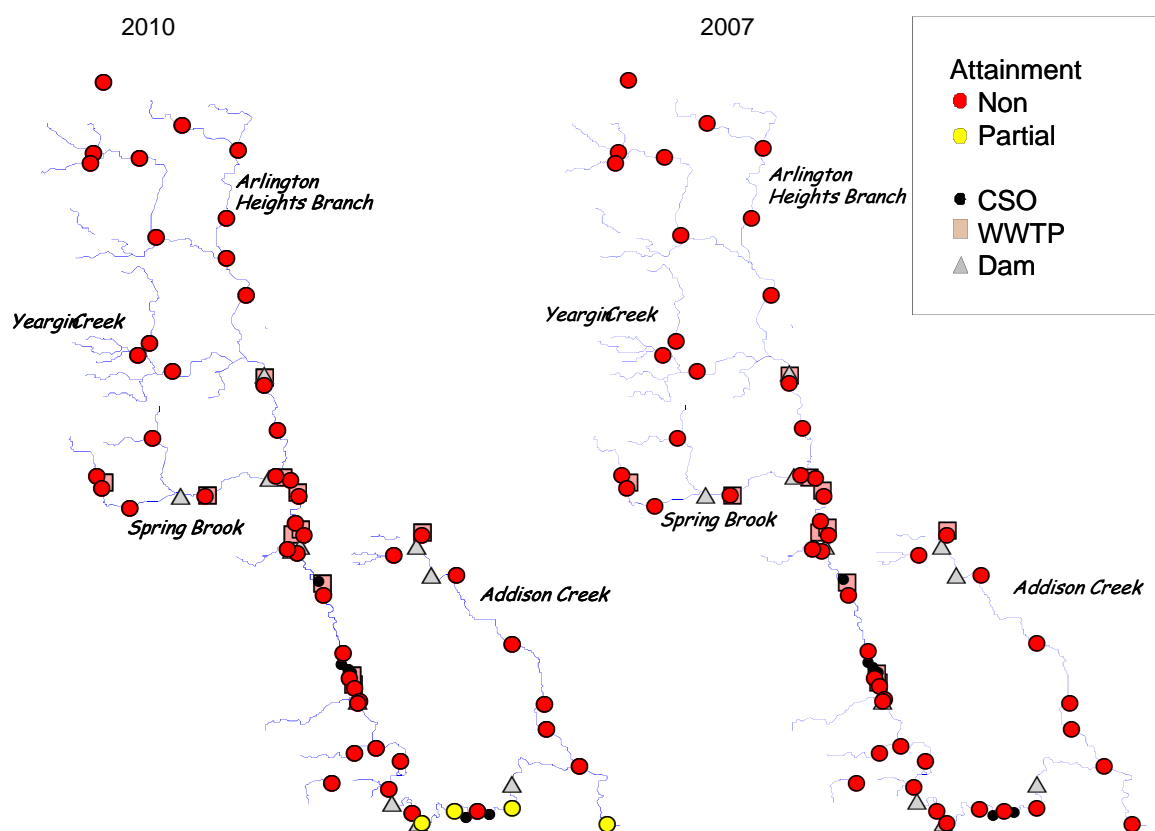 2010
2007
Attainment
Non
Partial
CSO
WWTP
Dam
Arlington
Heights Branch
Arlington
Heights Branch
YearginCreek
YearginCreek
Spring Brook
Spring Brook
Addison Creek
Addison Creek